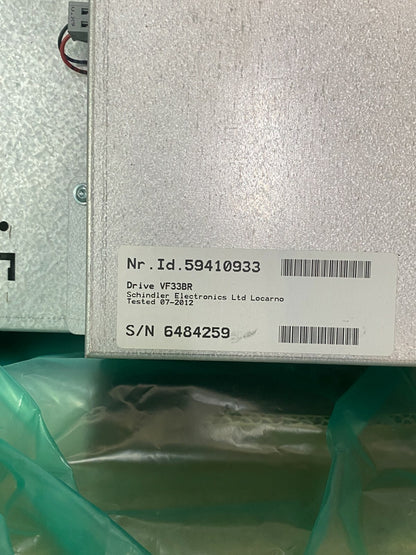 Nr.Id.59410933
Drive VF33BR
Schindler Electronics Ltd Locarno
Tested 07-2012
S/N 6484259